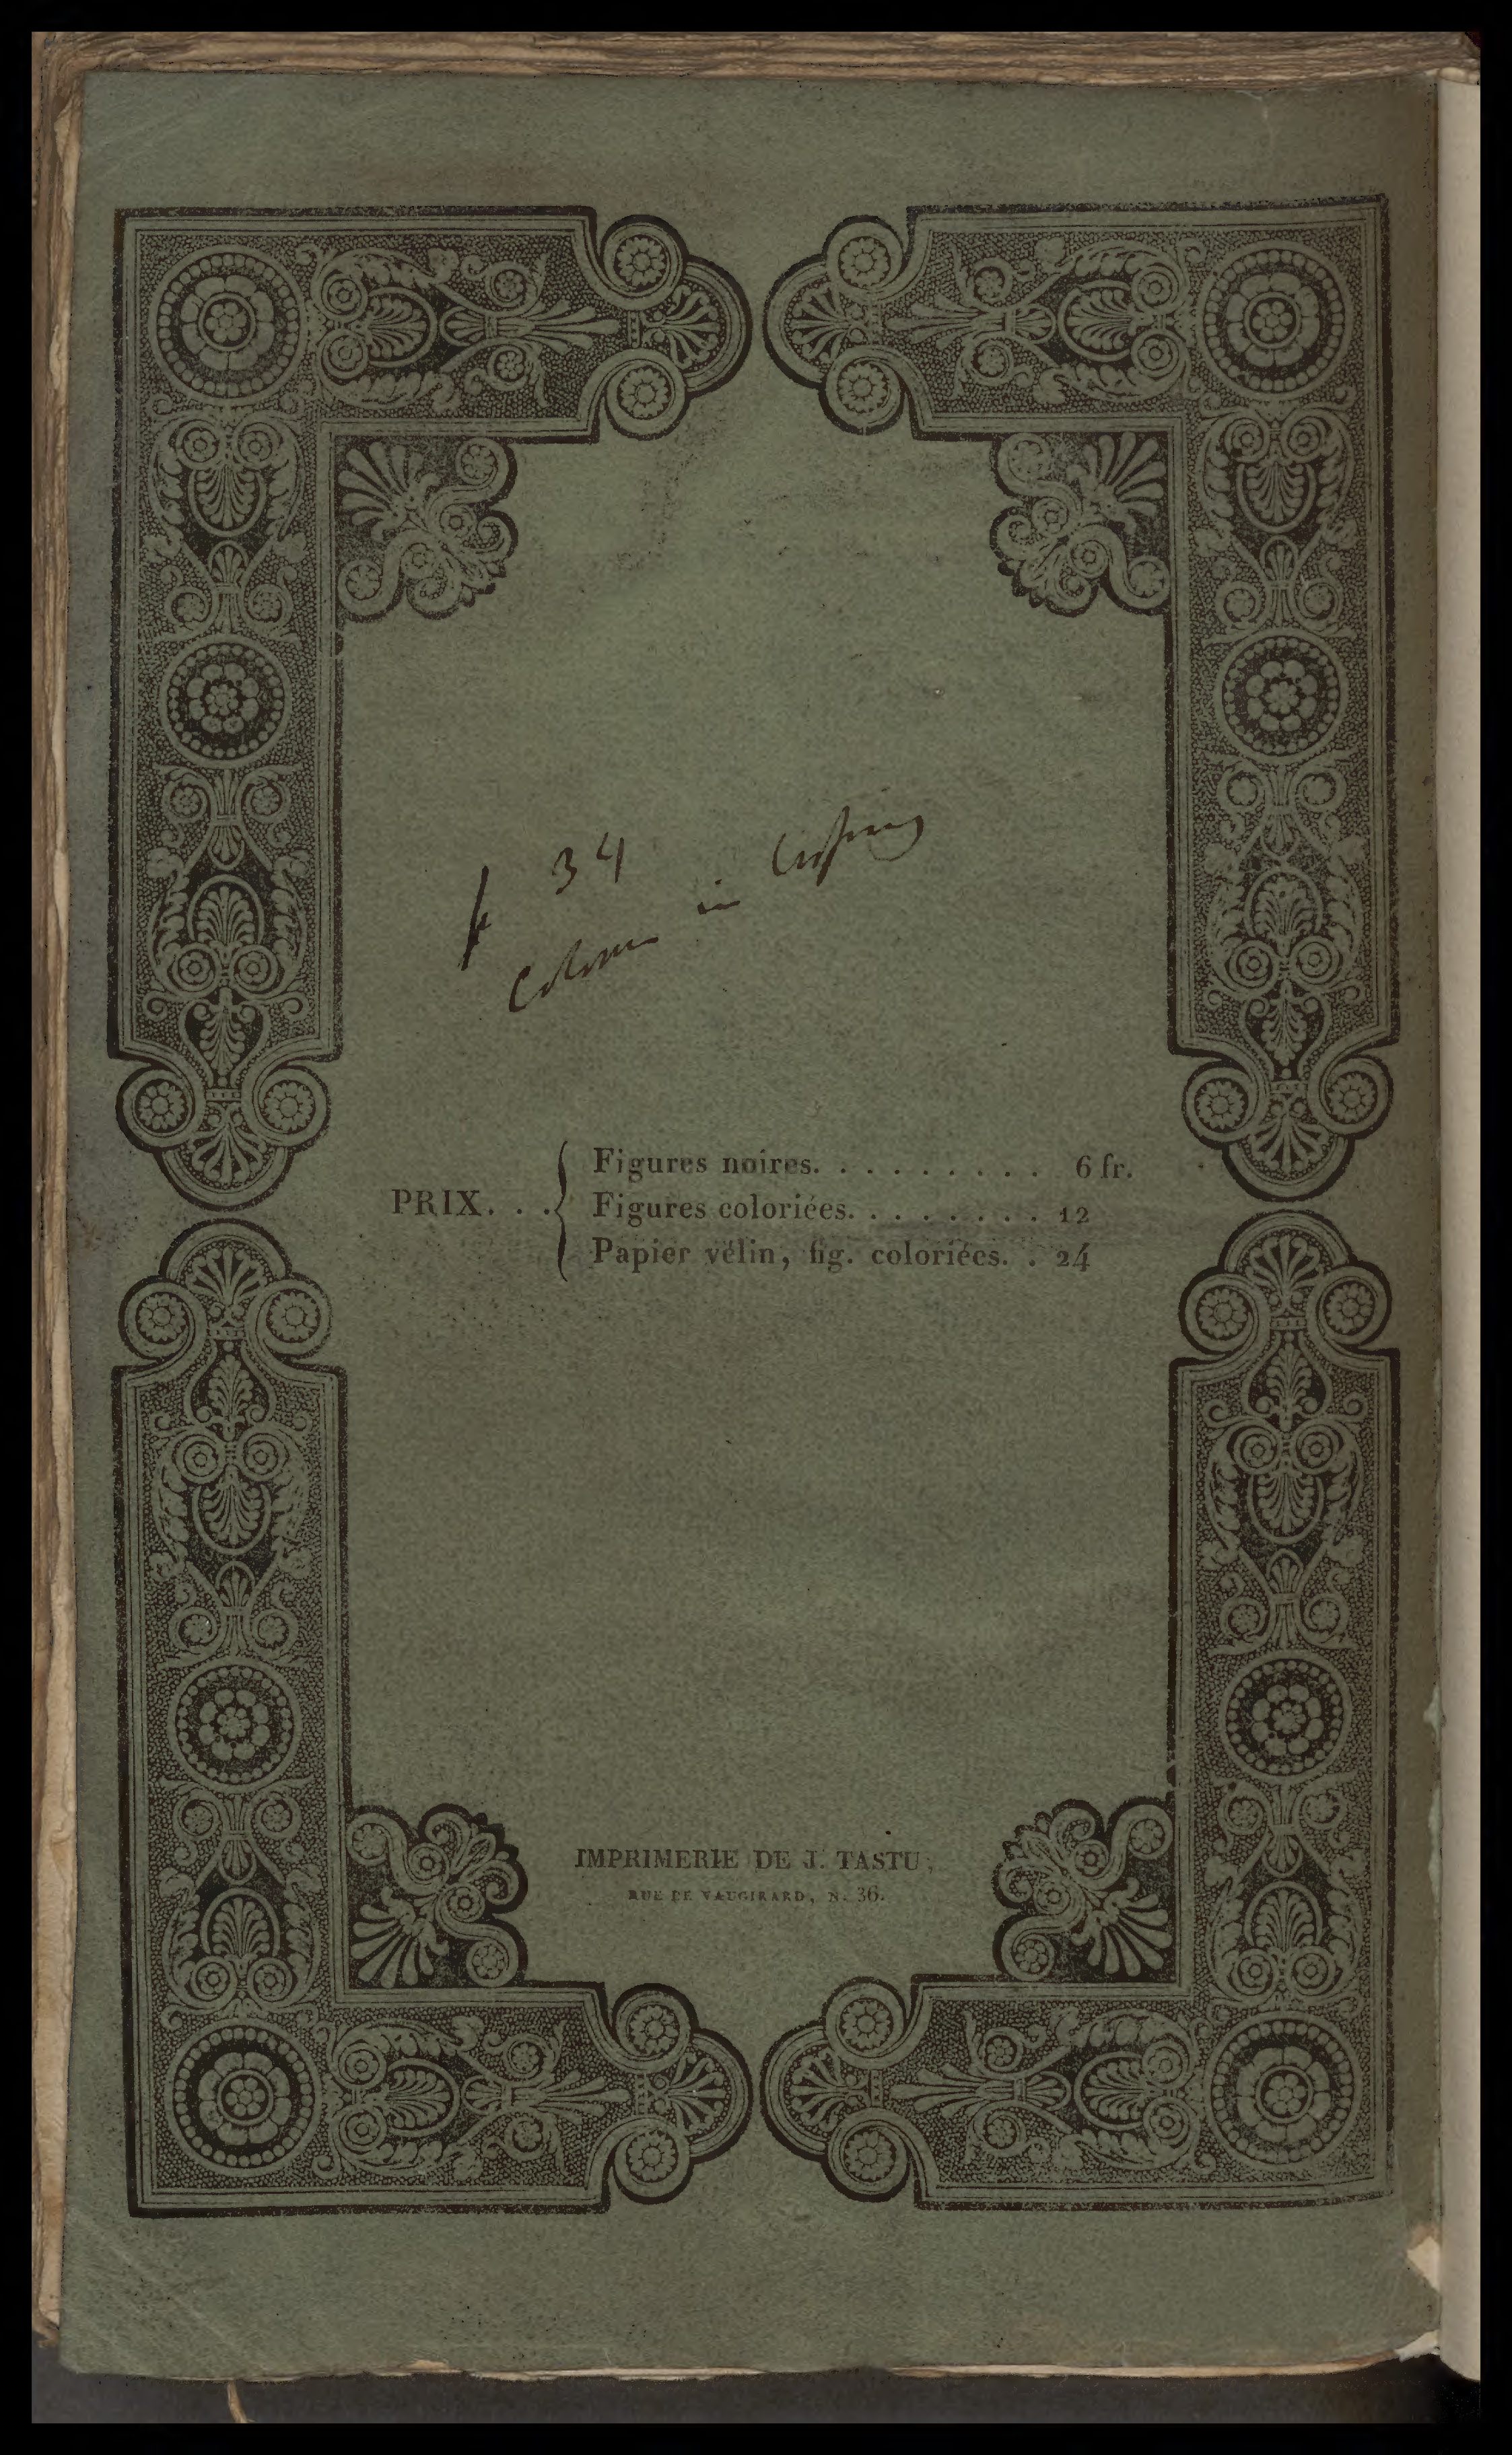 34
in
PRIX. . . { Figures noires. . . . . . . . . . 6 fr.
Figures coloriées. . . . . . . . . 12
Papier vélin, fig. coloriées. . 24
IMPRIMERIE DE J. TASTU,
RUE DE VAUGIRARD, N. 36.